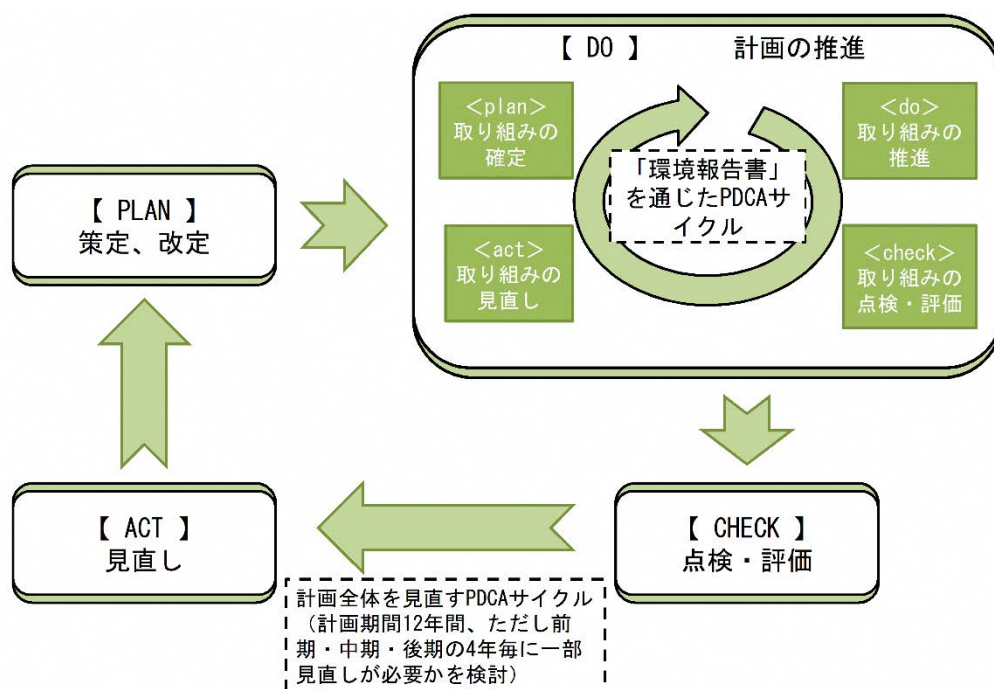 【 DO 】 計画の推進
＜plan＞
取り組みの
確定
＜do＞
取り組みの
推進
「環境報告書」
を通じたPDCAサ
イクル
＜act＞
取り組みの
見直し
＜check＞
取り組みの
点検・評価
【 PLAN 】
策定、改定
【 ACT 】
見直し
【 CHECK 】
点検・評価
計画全体を見直すPDCAサイクル
（計画期間12年間、ただし前
期・中期・後期の4年毎に一部
見直しが必要かを検討）